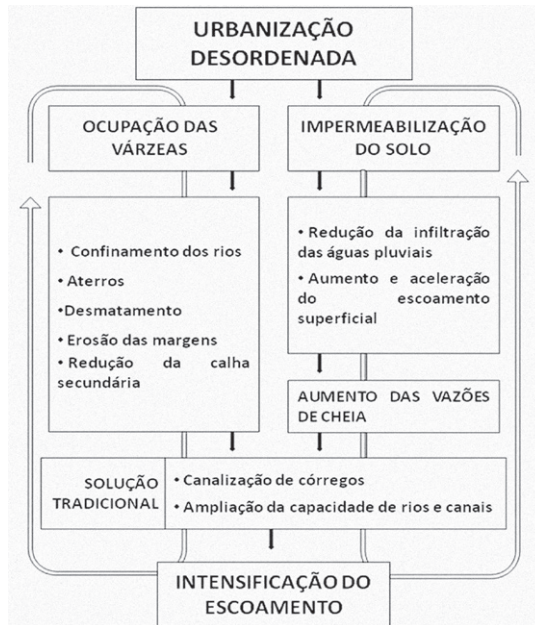 URBANIZAÇÃO
DESORDENADA
OCUPAÇÃO DAS
VÁRZEAS
IMPERMEABILIZAÇÃO
DO SOLO
• Confinamento dos rios
• Aterros
•Desmatamento
• Erosão das margens
• Redução da calha
secundária
• Redução da infiltração
das águas pluviais
• Aumento e aceleração
do escoamento
superficial
AUMENTO DAS VAZÕES
DE CHEIA
SOLUÇÃO
TRADICIONAL
• Canalização de córregos
• Ampliação da capacidade de rios e canais
INTENSIFICAÇÃO DO
ESCOAMENTO